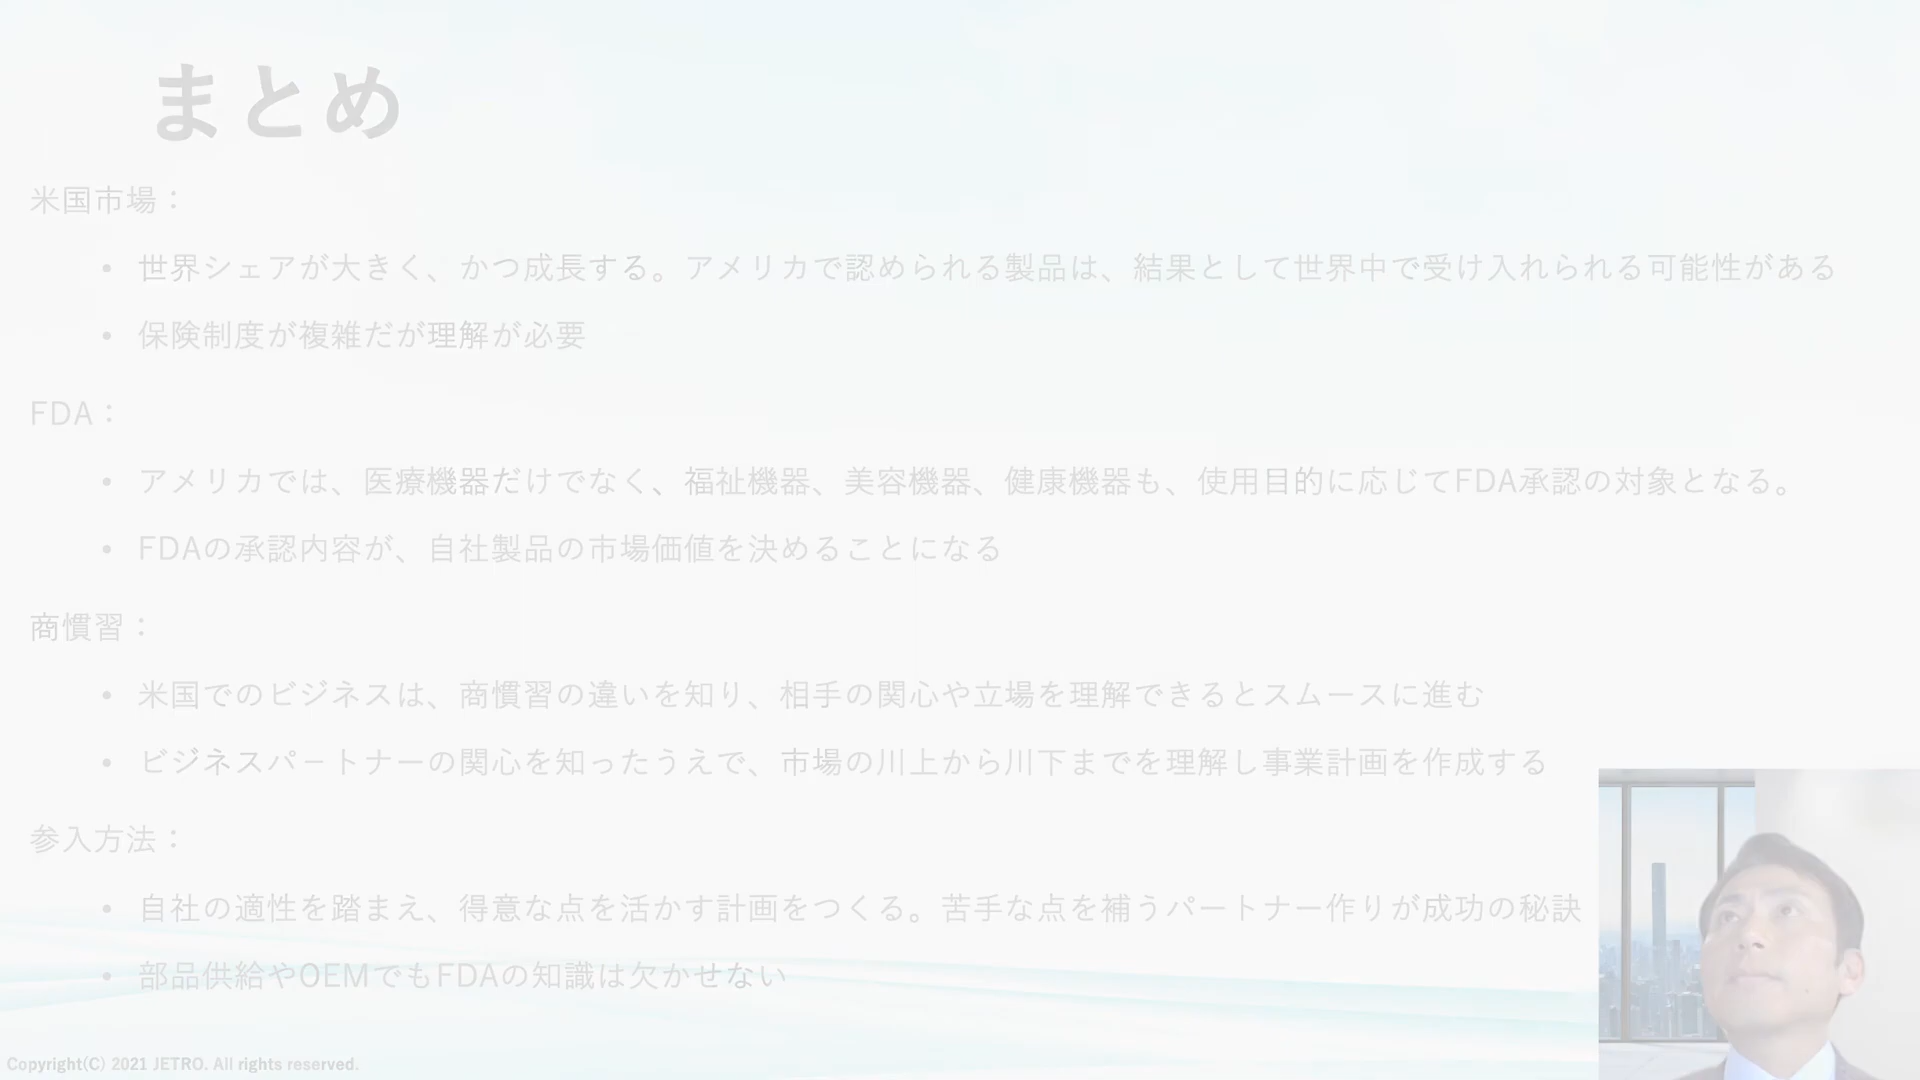 まとめ
米国市場：
• 世界シェアが大きく、かつ成長する。アメリカで認められる製品は、結果として世界中で受け入れられる可能性がある
• 保険制度が複雑だが理解が必要
FDA：
• アメリカでは、医療機器だけでなく、福祉機器、美容機器、健康機器も、使用目的に応じてFDA承認の対象となる。
• FDAの承認内容が、自社製品の市場価値を決めることになる
商慣習：
• 米国でのビジネスは、商慣習の違いを知り、相手の関心や立場を理解できるとスムースに進む
• ビジネスパートナーの関心を知ったうえで、市場の川上から川下までを理解し事業計画を作成する
参入方法：
• 自社の適性を踏まえ、得意な点を活かす計画をつくる。苦手な点を補うパートナー作りが成功の秘訣
• 部品供給やOEMでもFDAの知識は欠かせない
Copyright(C) 2021 JETRO. All rights reserved.